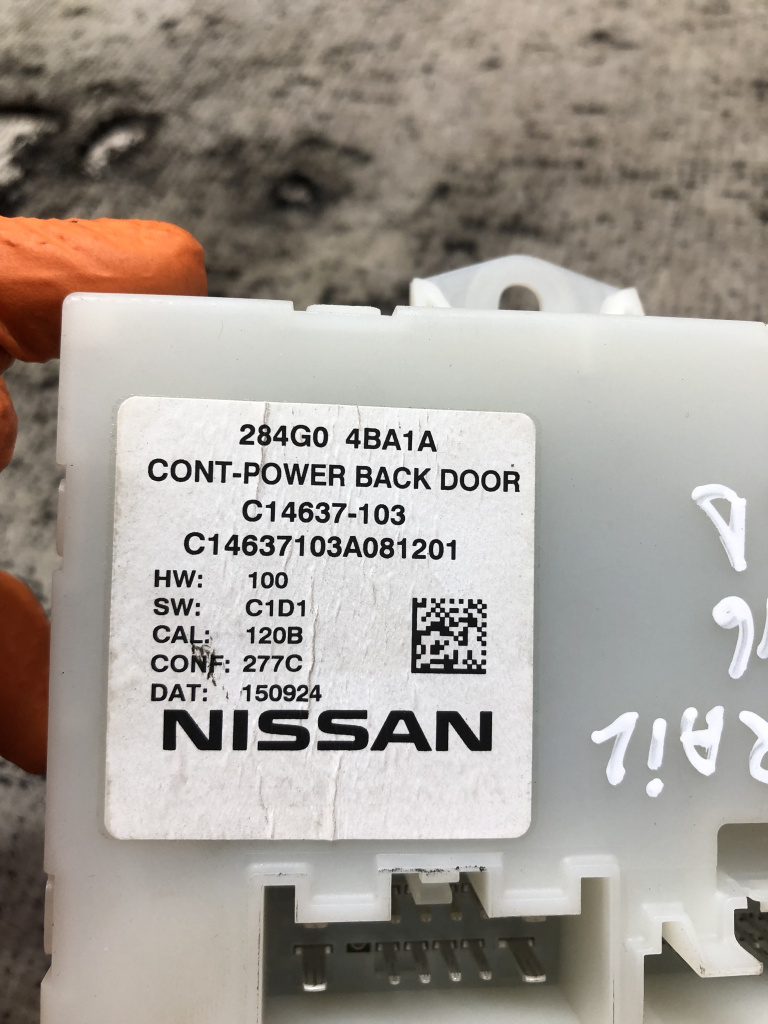 284G0 4BA1A
CONT-POWER BACK DOOR
C14637-103
C14637103A081201
HW: 100
SW: C1D1
CAL: 120B
CONF: 277C
DAT: 150924
NISSAN